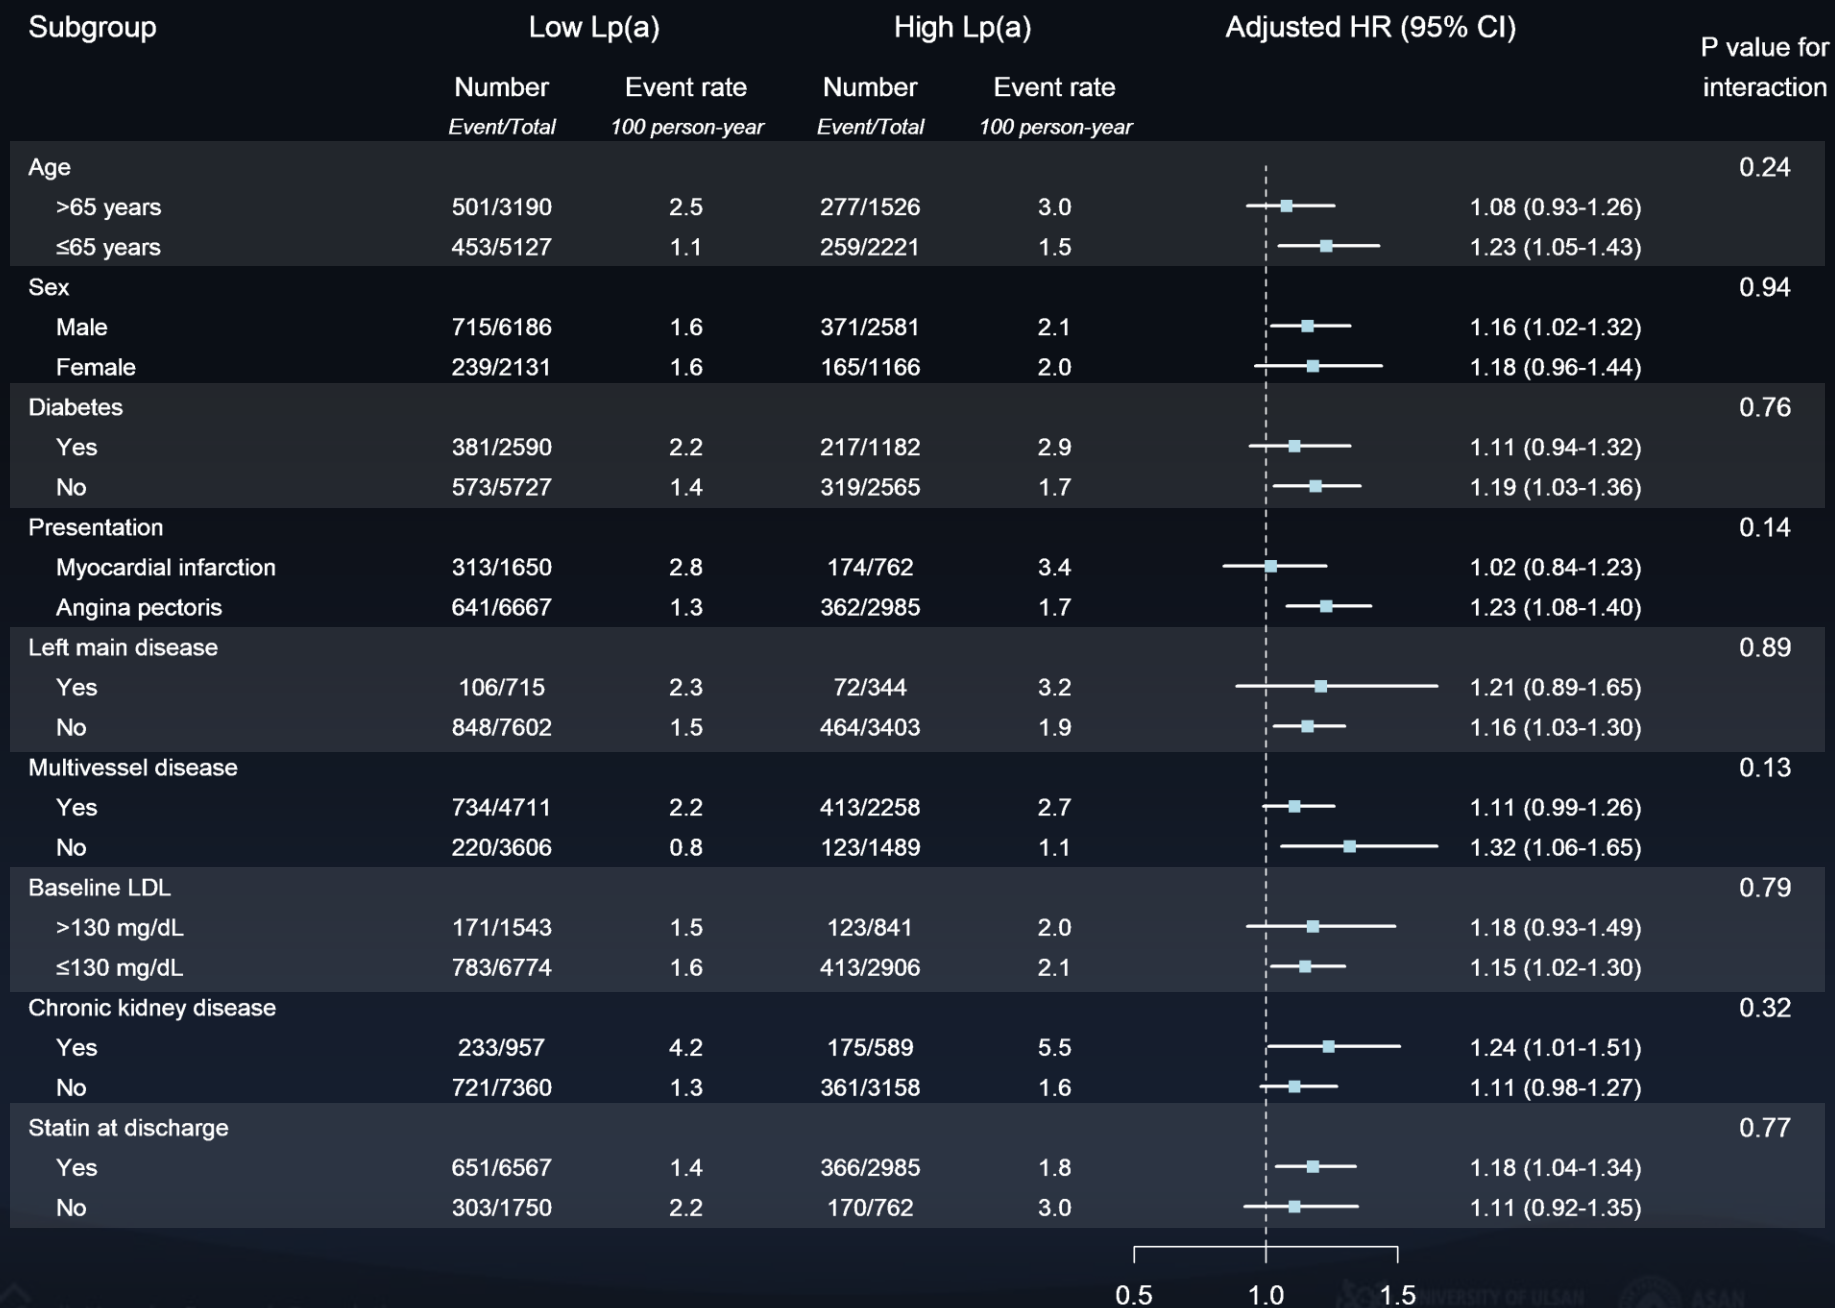 Subgroup Low Lp(a) High Lp(a) Adjusted HR (95% CI) P value for interaction
Number Event rate Number Event rate
Event/Total 100 person-year Event/Total 100 person-year
Age 0.24
>65 years 501/3190 2.5 277/1526 3.0 1.08 (0.93-1.26)
≤65 years 453/5127 1.1 259/2221 1.5 1.23 (1.05-1.43)
Sex 0.94
Male 715/6186 1.6 371/2581 2.1 1.16 (1.02-1.32)
Female 239/2131 1.6 165/1166 2.0 1.18 (0.96-1.44)
Diabetes 0.76
Yes 381/2590 2.2 217/1182 2.9 1.11 (0.94-1.32)
No 573/5727 1.4 319/2565 1.7 1.19 (1.03-1.36)
Presentation 0.14
Myocardial infarction 313/1650 2.8 174/762 3.4 1.02 (0.84-1.23)
Angina pectoris 641/6667 1.3 362/2985 1.7 1.23 (1.08-1.40)
Left main disease 0.89
Yes 106/715 2.3 72/344 3.2 1.21 (0.89-1.65)
No 848/7602 1.5 464/3403 1.9 1.16 (1.03-1.30)
Multivessel disease 0.13
Yes 734/4711 2.2 413/2258 2.7 1.11 (0.99-1.26)
No 220/3606 0.8 123/1489 1.1 1.32 (1.06-1.65)
Baseline LDL 0.79
>130 mg/dL 171/1543 1.5 123/841 2.0 1.18 (0.93-1.49)
≤130 mg/dL 783/6774 1.6 413/2906 2.1 1.15 (1.02-1.30)
Chronic kidney disease 0.32
Yes 233/957 4.2 175/589 5.5 1.24 (1.01-1.51)
No 721/7360 1.3 361/3158 1.6 1.11 (0.98-1.27)
Statin at discharge 0.77
Yes 651/6567 1.4 366/2985 1.8 1.18 (1.04-1.34)
No 303/1750 2.2 170/762 3.0 1.11 (0.92-1.35)
0.5 1.0 1.5
UNIVERSITY OF ULSAN ASAN